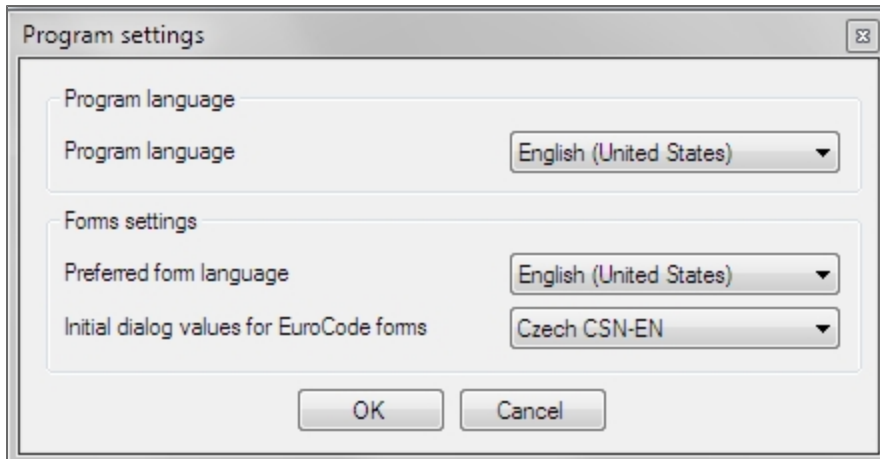 Program settings
Program language
Program language English (United States)
Forms settings
Preferred form language English (United States)
Initial dialog values for EuroCode forms Czech CSN-EN
OK Cancel